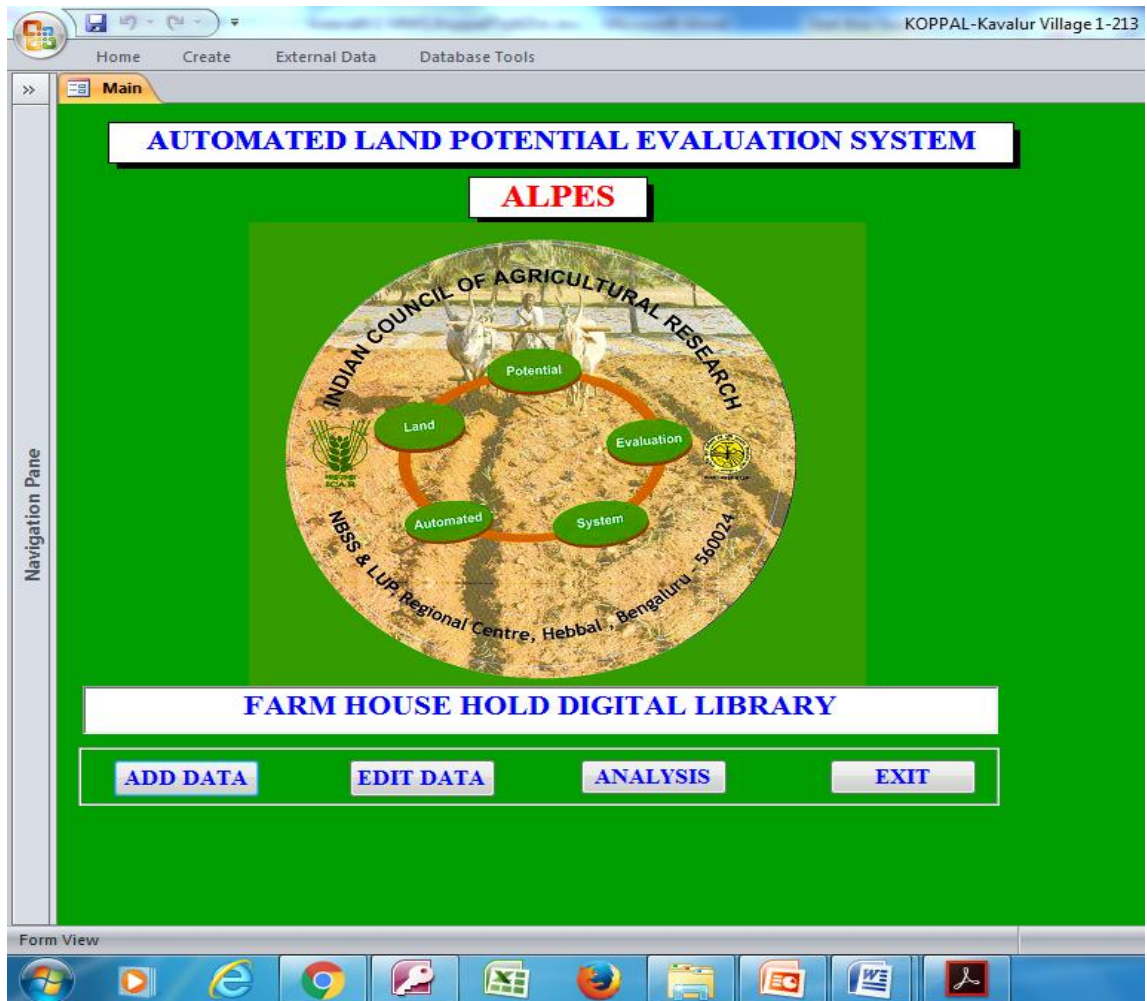 KOPPAL-Kavalur Village 1-213
Home Create External Data Database Tools
Main
AUTOMATED LAND POTENTIAL EVALUATION SYSTEM
ALPES
INDIAN COUNCIL OF AGRICULTURAL RESEARCH
Potential
Land
Evaluation
Automated
System
NBSS & LUP, Regional Centre, Hebbal , Bengaluru - 560024
Navigation Pane
FARM HOUSE HOLD DIGITAL LIBRARY
ADD DATA EDIT DATA ANALYSIS EXIT
Form View